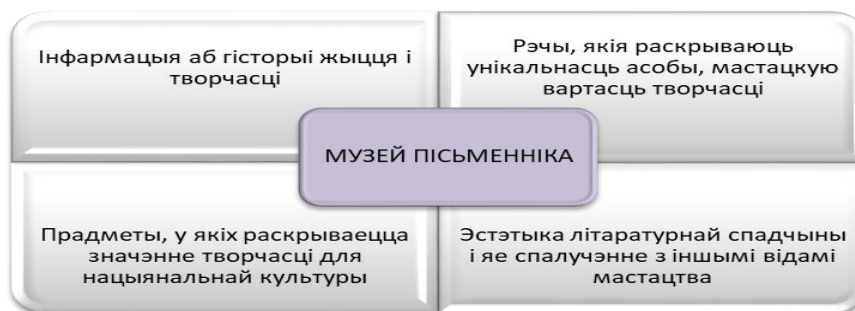 Інфармацыя аб гісторыі жыцця і
творчасці
Рэчы, якія раскрываюць
унікальнасць асобы, мастацкую
вартасць творчасці
МУЗЕЙ ПІСЬМЕННІКА
Прадметы, у якіх раскрываецца
значэнне творчасці для
нацыянальнай культуры
Эстэтыка літаратурнай спадчыны
і яе спалучэнне з іншымі відамі
мастацтва